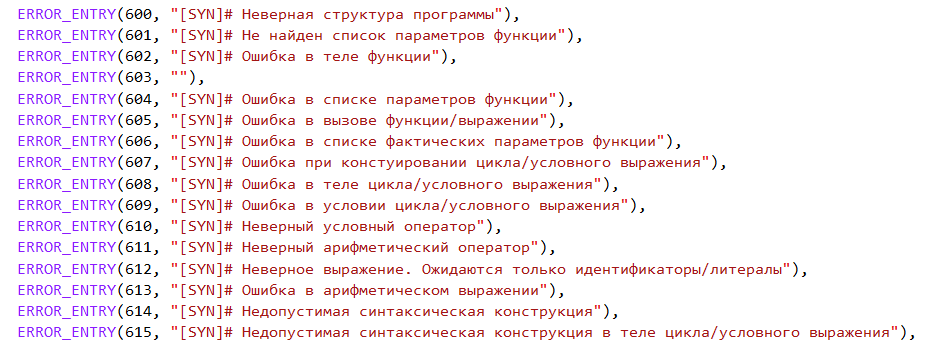 ERROR_ENTRY(600, "[SYN]# Неверная структура программы"),
ERROR_ENTRY(601, "[SYN]# Не найден список параметров функции"),
ERROR_ENTRY(602, "[SYN]# Ошибка в теле функции"),
ERROR_ENTRY(603, ""),
ERROR_ENTRY(604, "[SYN]# Ошибка в списке параметров функции"),
ERROR_ENTRY(605, "[SYN]# Ошибка в вызове функции/выражении"),
ERROR_ENTRY(606, "[SYN]# Ошибка в списке фактических параметров функции"),
ERROR_ENTRY(607, "[SYN]# Ошибка при констуировании цикла/условного выражения"),
ERROR_ENTRY(608, "[SYN]# Ошибка в теле цикла/условного выражения"),
ERROR_ENTRY(609, "[SYN]# Ошибка в условии цикла/условного выражения"),
ERROR_ENTRY(610, "[SYN]# Неверный условный оператор"),
ERROR_ENTRY(611, "[SYN]# Неверный арифметический оператор"),
ERROR_ENTRY(612, "[SYN]# Неверное выражение. Ожидаются только идентификаторы/литералы"),
ERROR_ENTRY(613, "[SYN]# Ошибка в арифметическом выражении"),
ERROR_ENTRY(614, "[SYN]# Недопустимая синтаксическая конструкция"),
ERROR_ENTRY(615, "[SYN]# Недопустимая синтаксическая конструкция в теле цикла/условного выражения"),